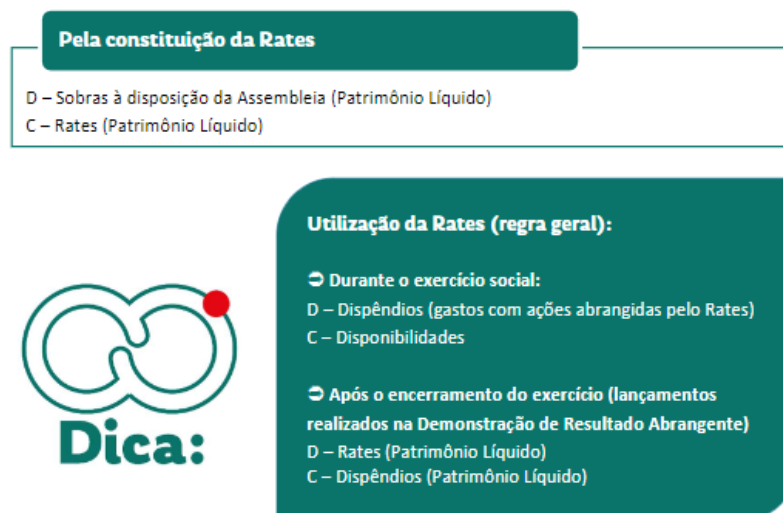 Pela constituição da Rates
D – Sobras à disposição da Assembleia (Patrimônio Líquido)
C – Rates (Patrimônio Líquido)
Utilização da Rates (regra geral):
➲ Durante o exercício social:
D – Dispêndios (gastos com ações abrangidas pelo Rates)
C – Disponibilidades
➲ Após o encerramento do exercício (lançamentos
realizados na Demonstração de Resultado Abrangente)
D – Rates (Patrimônio Líquido)
C – Dispêndios (Patrimônio Líquido)
Dica: